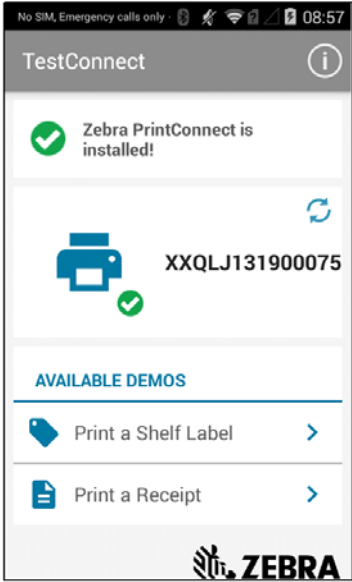 No SIM, Emergency calls only · 08:57
TestConnect
Zebra PrintConnect is
installed!
XXQLJ131900075
AVAILABLE DEMOS
Print a Shelf Label
Print a Receipt
ZEBRA